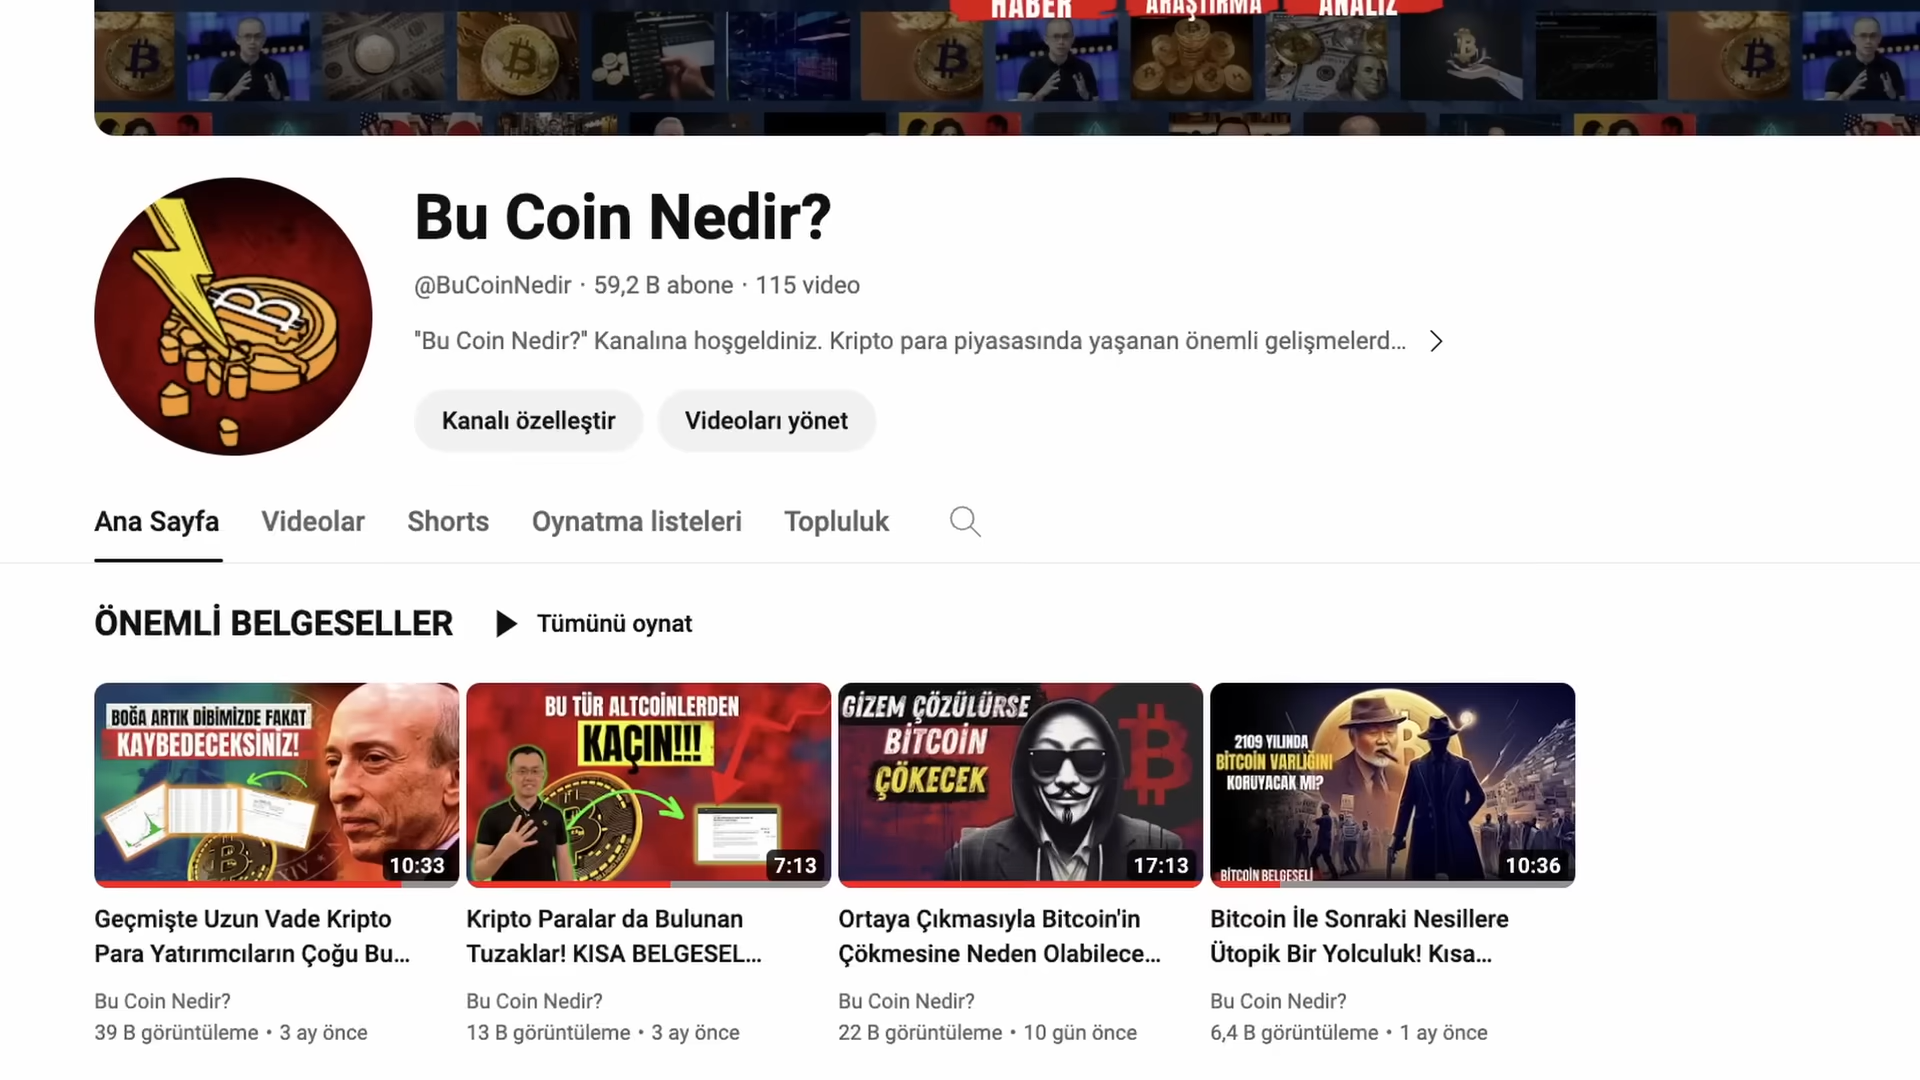 HABER ARAŞTIRMA ANALİZ
Bu Coin Nedir?
@BuCoinNedir · 59,2 B abone · 115 video
"Bu Coin Nedir?" Kanalına hoşgeldiniz. Kripto para piyasasında yaşanan önemli gelişmelerd...
Kanalı özelleştir Videoları yönet
Ana Sayfa Videolar Shorts Oynatma listeleri Topluluk
ÖNEMLİ BELGESELLER Tümünü oynat
BOĞA ARTIK DİBİMİZDE FAKAT
KAYBEDECEKSİNİZ!
10:33
BU TÜR ALTCOİNLERDEN
KAÇIN!!!
7:13
GİZEM ÇÖZÜLÜRSE
BİTCOİN
ÇÖKECEK
17:13
2109 YILINDA
BİTCOİN VARLIĞINI
KORUYACAK MI?
BİTCOİN BELGESELİ
10:36
Geçmişte Uzun Vade Kripto
Para Yatırımcıların Çoğu Bu...
Bu Coin Nedir?
39 B görüntüleme • 3 ay önce
Kripto Paralar da Bulunan
Tuzaklar! KISA BELGESEL...
Bu Coin Nedir?
13 B görüntüleme • 3 ay önce
Ortaya Çıkmasıyla Bitcoin'in
Çökmesine Neden Olabilece...
Bu Coin Nedir?
22 B görüntüleme • 10 gün önce
Bitcoin İle Sonraki Nesillere
Ütopik Bir Yolculuk! Kısa...
Bu Coin Nedir?
6,4 B görüntüleme • 1 ay önce